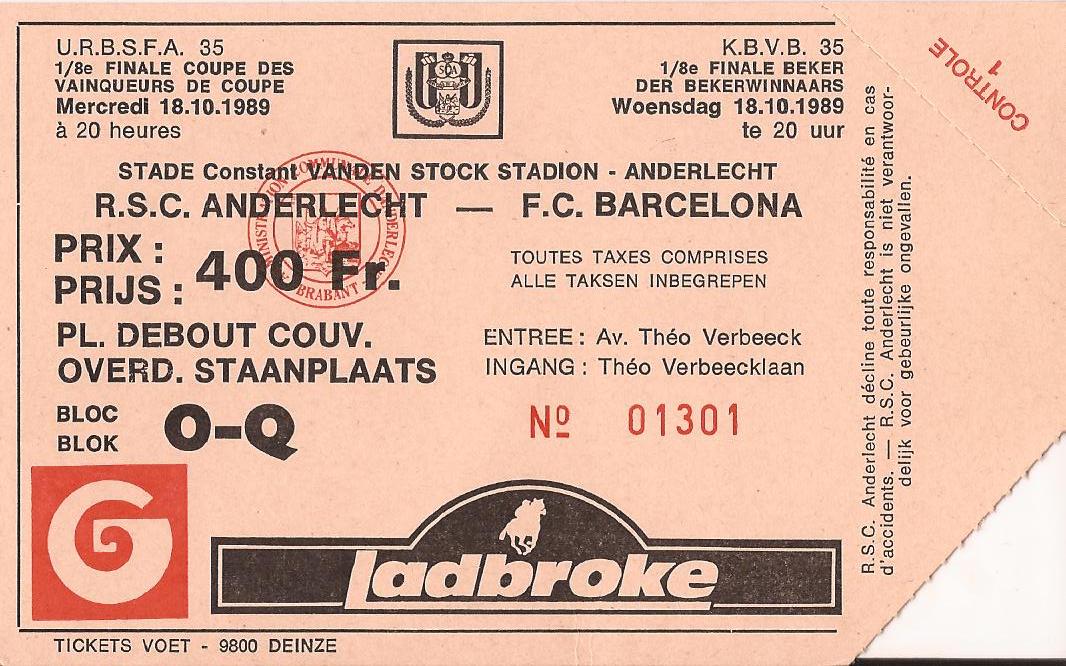 U.R.B.S.F.A. 35
1/8e FINALE COUPE DES
VAINQUEURS DE COUPE
Mercredi 18.10.1989
à 20 heures
K.B.V.B. 35
1/8e FINALE BEKER
DER BEKERWINNAARS
Woensdag 18.10.1989
te 20 uur
STADE Constant VANDEN STOCK STADION - ANDERLECHT
R.S.C. ANDERLECHT — F.C. BARCELONA
PRIX :
PRIJS : 400 Fr.
TOUTES TAXES COMPRISES
ALLE TAKSEN INBEGREPEN
PL. DEBOUT COUV.
OVERD. STAANPLAATS
ENTREE : Av. Théo Verbeeck
INGANG : Théo Verbeecklaan
BLOC
BLOK O-Q
Nº 01301
G
Ladbroke
TICKETS VOET - 9800 DEINZE
R.S.C. Anderlecht décline toute responsabilité en cas
d'accidents. — R.S.C. Anderlecht is niet verantwoor-
delijk voor gebeurlijke ongevallen.
CONTROLE
1
BRABANT